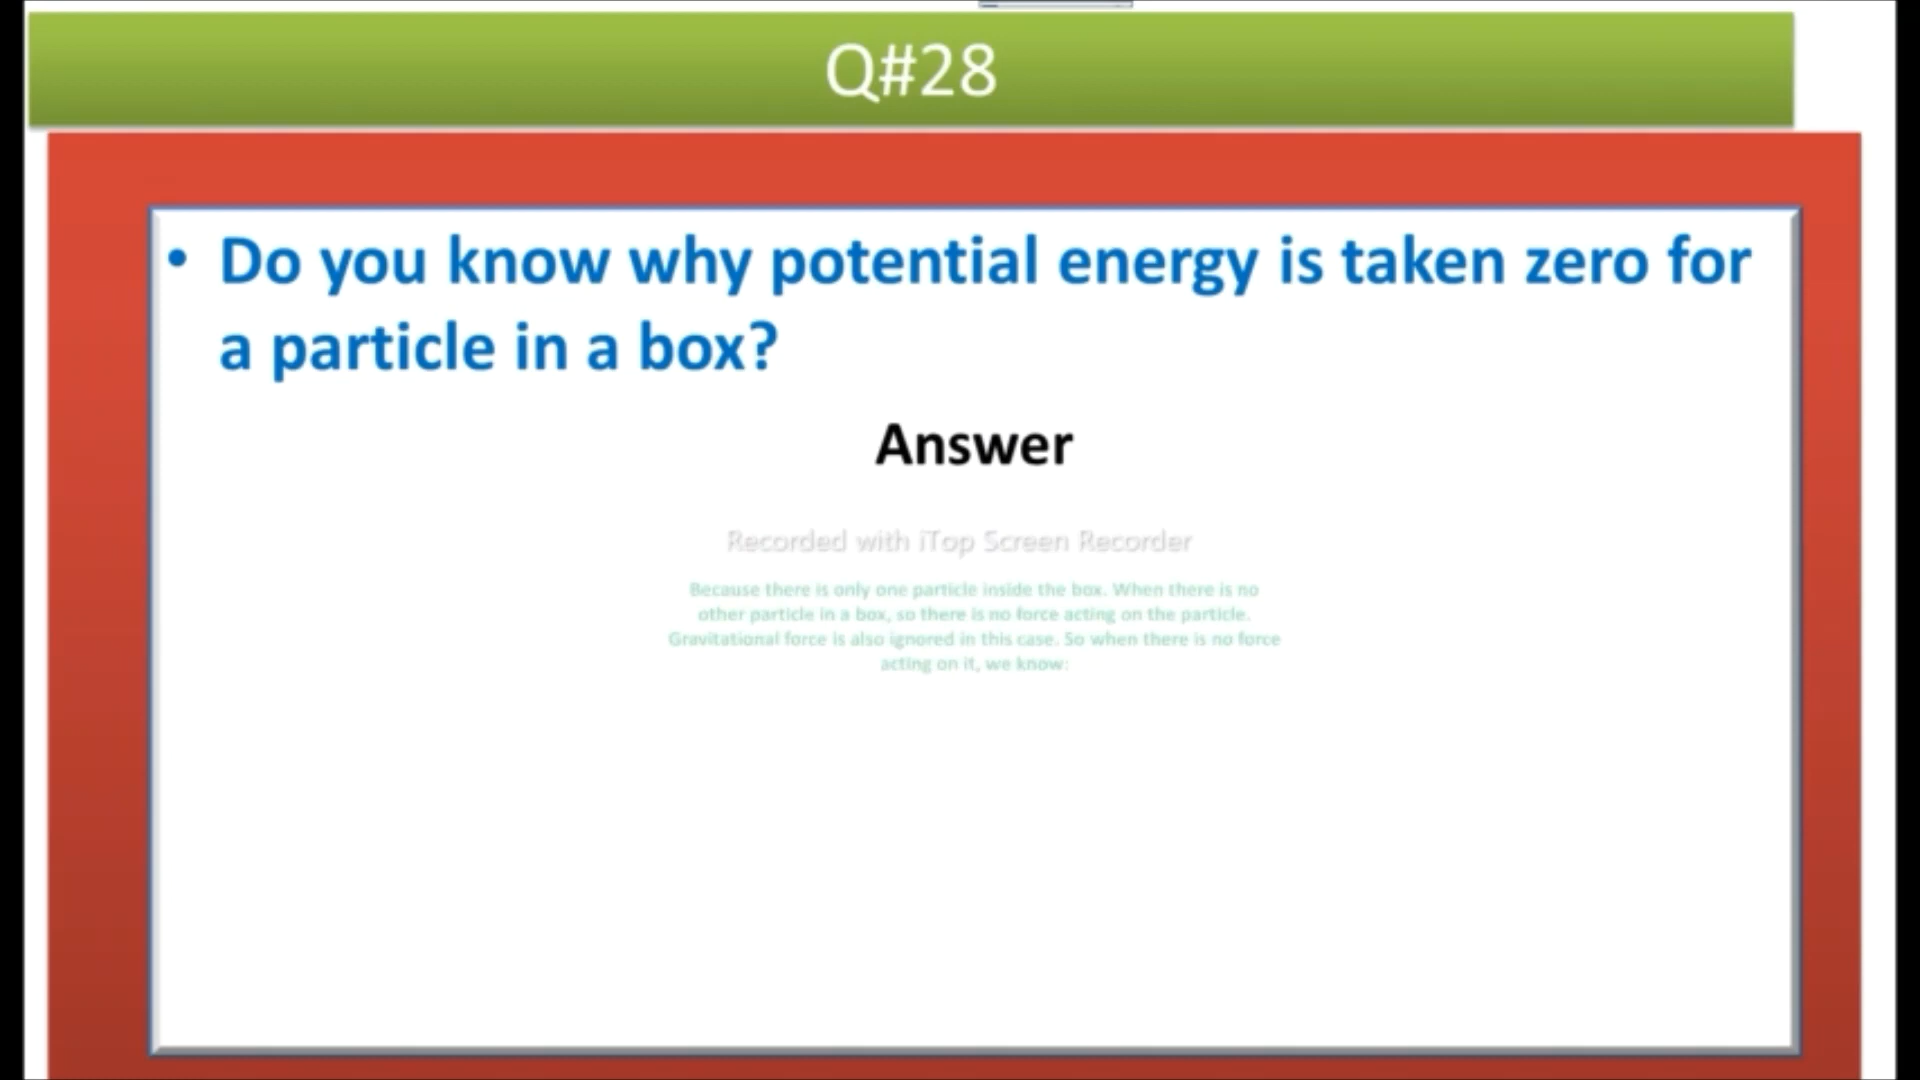 Q#28
• Do you know why potential energy is taken zero for
a particle in a box?
Answer
Recorded with iTop Screen Recorder
Because there is only one particle inside the box. When there is no
other particle in a box, so there is no force acting on the particle.
Gravitational force is also ignored in this case. So when there is no force
acting on it, we know: